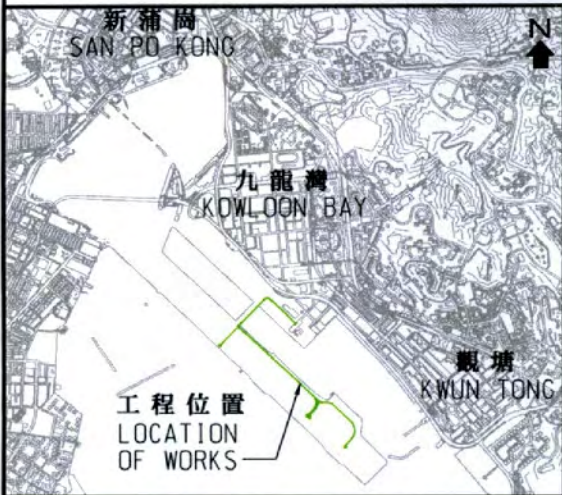 新蒲崗
SAN PO KONG
N
九龍灣
KOWLOON BAY
觀塘
KWUN TONG
工程位置
LOCATION
OF WORKS